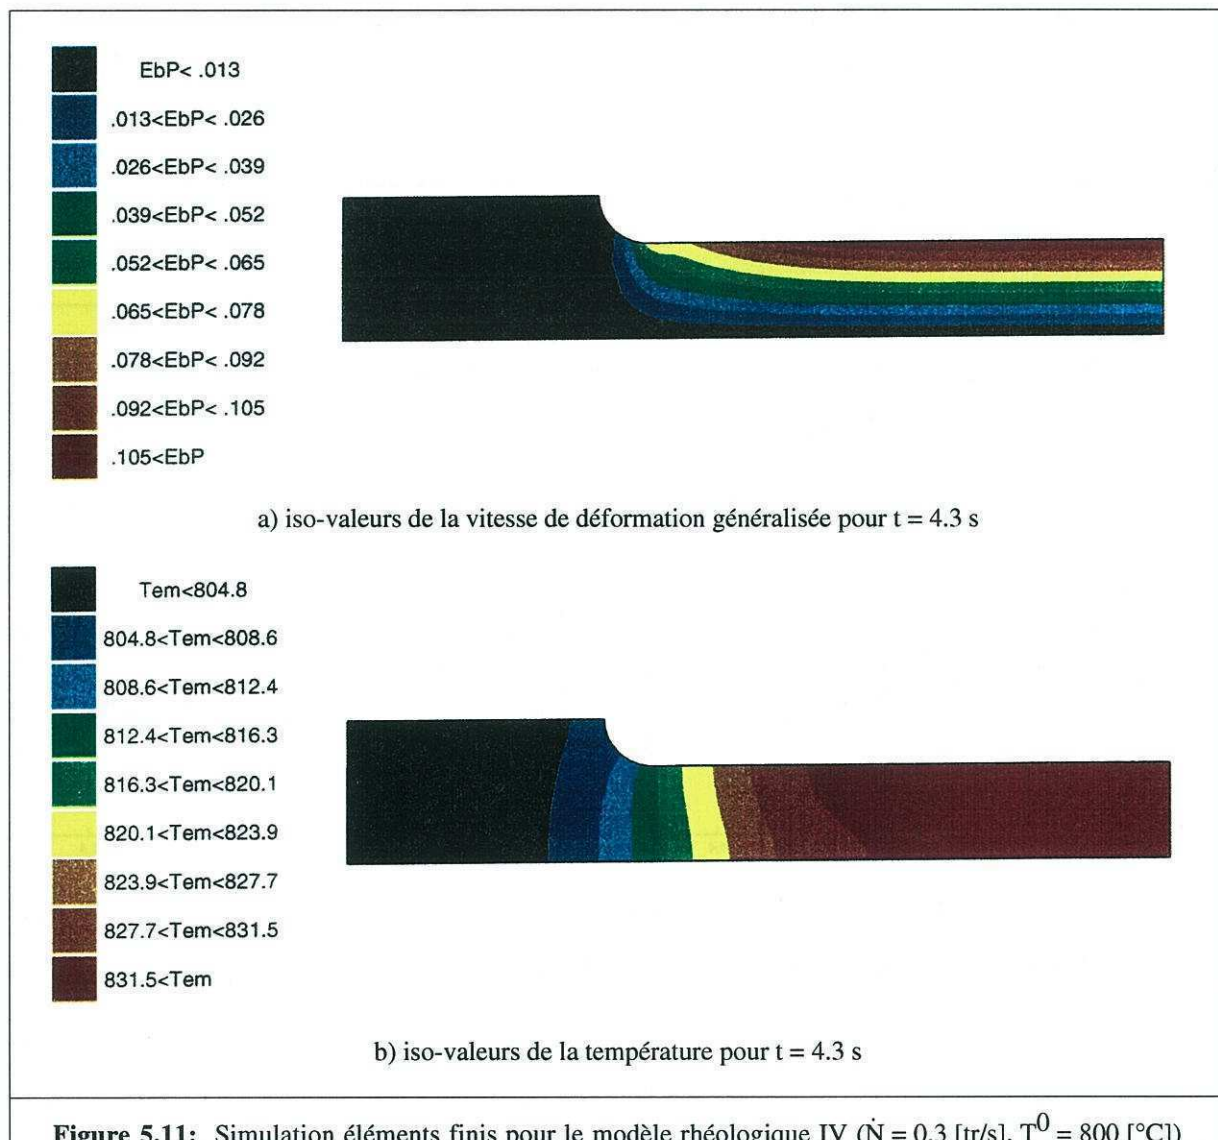 EbP< .013
.013<EbP< .026
.026<EbP< .039
.039<EbP< .052
.052<EbP< .065
.065<EbP< .078
.078<EbP< .092
.092<EbP< .105
.105<EbP
a) iso-valeurs de la vitesse de déformation généralisée pour t = 4.3 s
Tem<804.8
804.8<Tem<808.6
808.6<Tem<812.4
812.4<Tem<816.3
816.3<Tem<820.1
820.1<Tem<823.9
823.9<Tem<827.7
827.7<Tem<831.5
831.5<Tem
b) iso-valeurs de la température pour t = 4.3 s
Figure 5.11: Simulation éléments finis pour le modèle rhéologique IV (Ṅ = 0.3 [tr/s], T⁰ = 800 [°C])